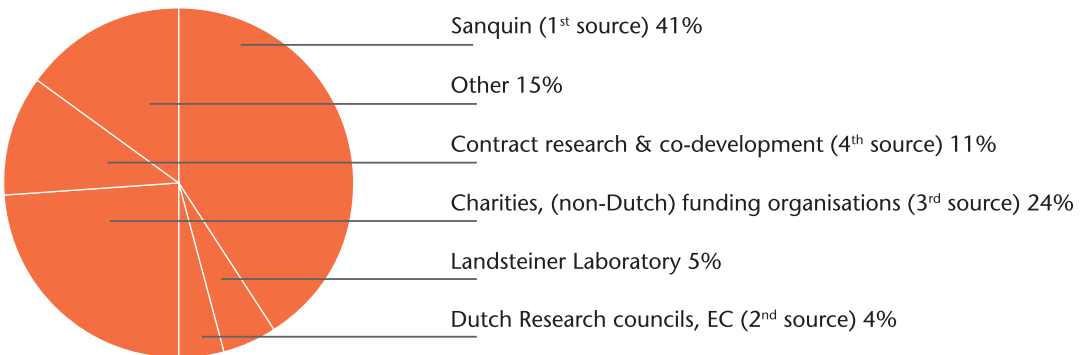 Sanquin (1st source) 41%
Other 15%
Contract research & co-development (4th source) 11%
Charities, (non-Dutch) funding organisations (3rd source) 24%
Landsteiner Laboratory 5%
Dutch Research councils, EC (2nd source) 4%